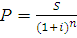 P = s / (1+i)^n